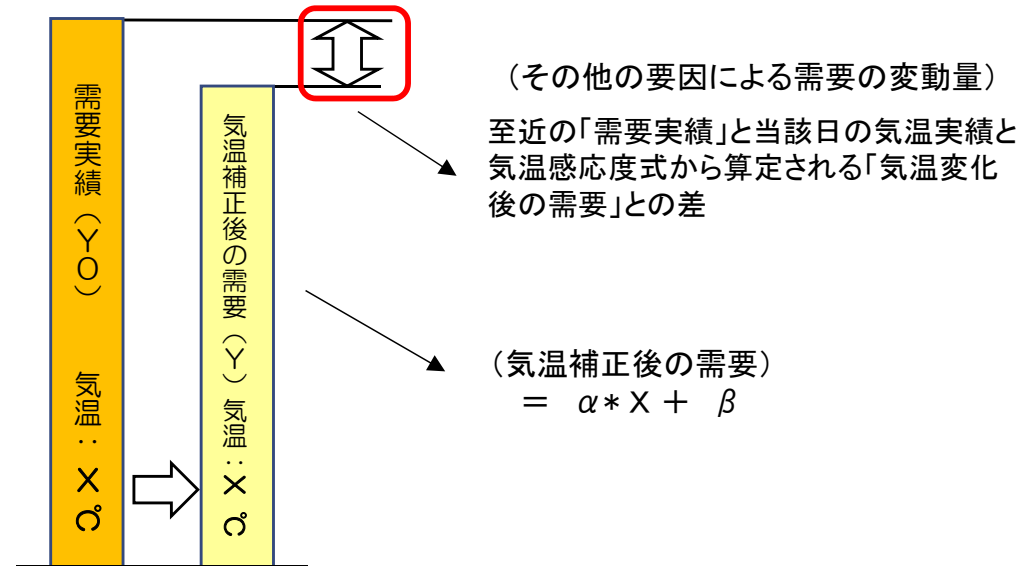 需要実績(Y0) 気温:X℃
気温補正後の需要(Y)気温:X℃
(その他の要因による需要の変動量)
至近の「需要実績」と当該日の気温実績と
気温感応度式から算定される「気温変化
後の需要」との差
(気温補正後の需要)
= α*X+ β